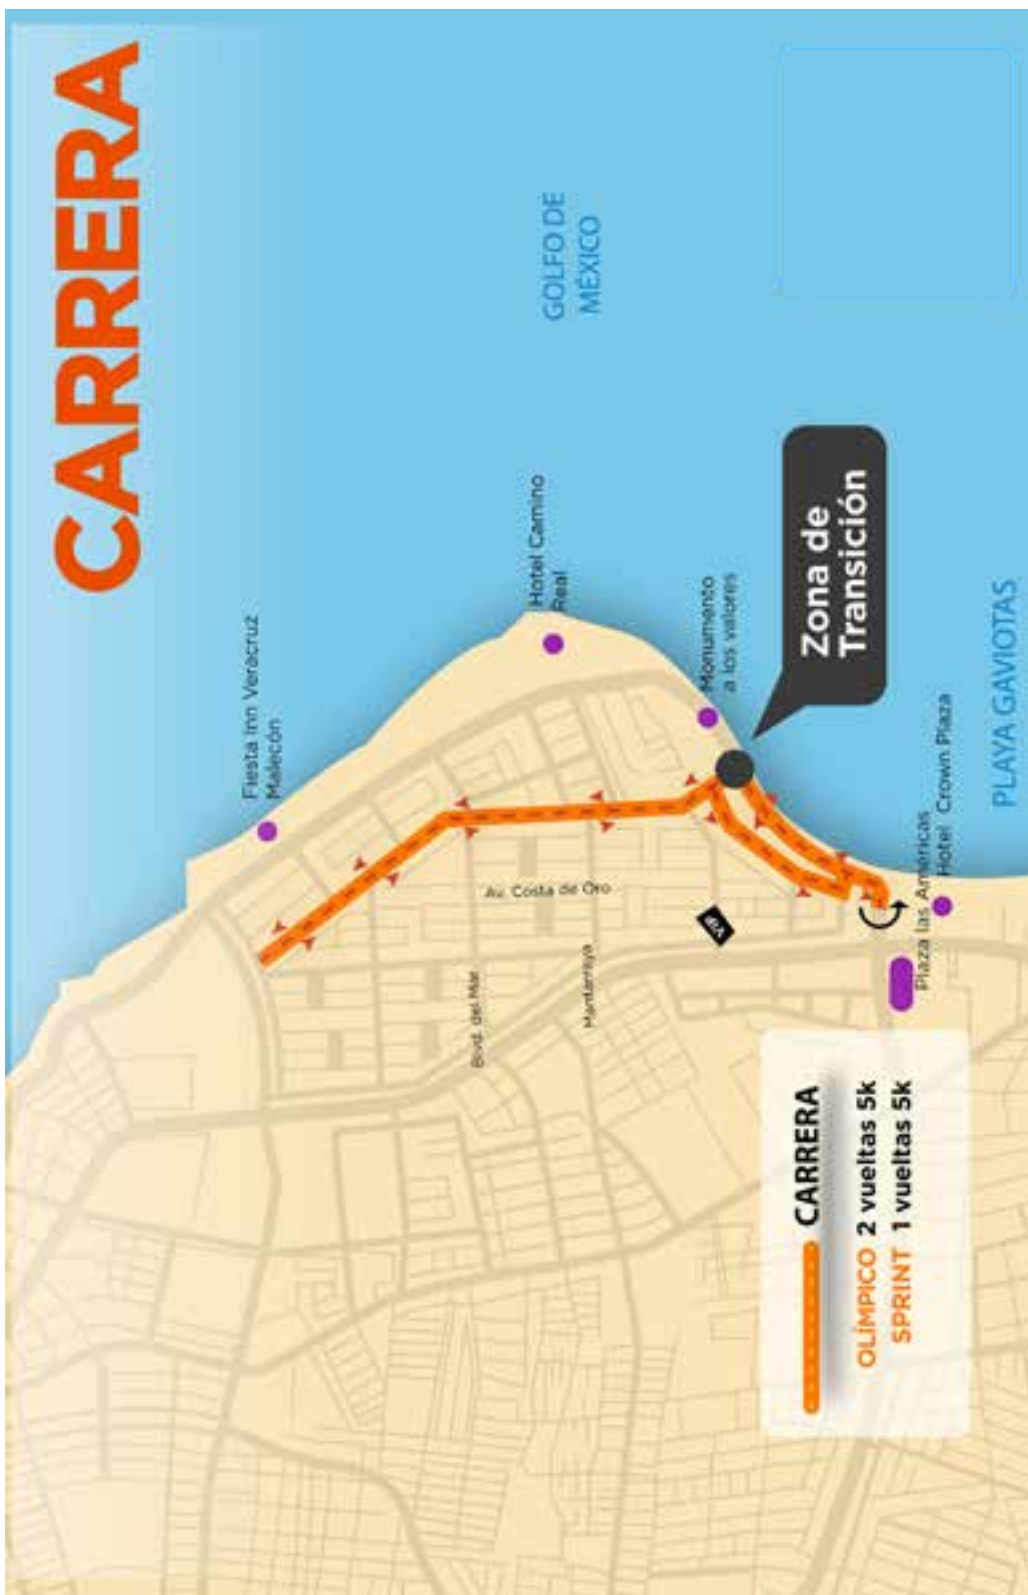 CARRERA
GOLFO DE
MÉXICO
Fiesta Inn Veracruz
Malecón
Hotel Camino
Real
Monumento
a los valores
Zona de
Transición
PLAYA GAVIOTAS
Hotel Crown Plaza
Plaza las Américas
Av. Costa de Oro
Blvd. del Mar
Mantarraya
Vip
CARRERA
OLÍMPICO 2 vueltas 5k
SPRINT 1 vueltas 5k